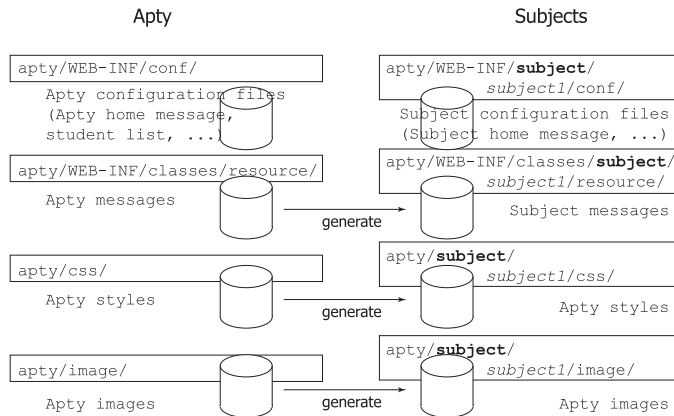 Apty
Subjects
apty/WEB-INF/conf/
Apty configuration files
(Apty home message,
student list, ...)
apty/WEB-INF/subject/
subject1/conf/
Subject configuration files
(Subject home message, ...)
apty/WEB-INF/classes/resource/
Apty messages
generate
apty/WEB-INF/classes/subject/
subject1/resource/
Subject messages
apty/css/
Apty styles
generate
apty/subject/
subject1/css/
Apty styles
apty/image/
Apty images
generate
apty/subject/
subject1/image/
Apty images